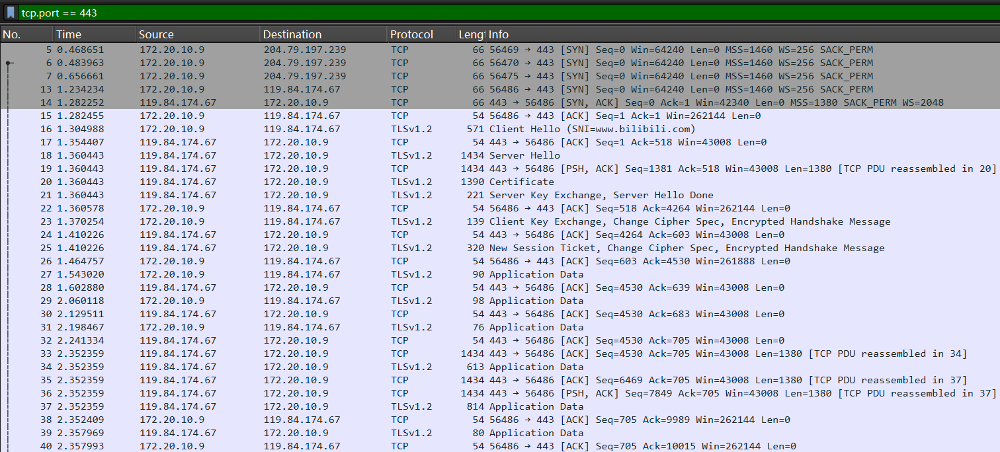 tcp.port == 443
No. Time Source Destination Protocol Lengt Info
5 0.468651 172.20.10.9 204.79.197.239 TCP 66 56469 → 443 [SYN] Seq=0 Win=64240 Len=0 MSS=1460 WS=256 SACK_PERM
6 0.483963 172.20.10.9 204.79.197.239 TCP 66 56470 → 443 [SYN] Seq=0 Win=64240 Len=0 MSS=1460 WS=256 SACK_PERM
7 0.656661 172.20.10.9 204.79.197.239 TCP 66 56475 → 443 [SYN] Seq=0 Win=64240 Len=0 MSS=1460 WS=256 SACK_PERM
13 1.234234 172.20.10.9 119.84.174.67 TCP 66 56486 → 443 [SYN] Seq=0 Win=64240 Len=0 MSS=1460 WS=256 SACK_PERM
14 1.282252 119.84.174.67 172.20.10.9 TCP 66 443 → 56486 [SYN, ACK] Seq=0 Ack=1 Win=42340 Len=0 MSS=1380 SACK_PERM WS=2048
15 1.282455 172.20.10.9 119.84.174.67 TCP 54 56486 → 443 [ACK] Seq=1 Ack=1 Win=262144 Len=0
16 1.304988 172.20.10.9 119.84.174.67 TLSv1.2 571 Client Hello (SNI=www.bilibili.com)
17 1.354407 119.84.174.67 172.20.10.9 TCP 54 443 → 56486 [ACK] Seq=1 Ack=518 Win=43008 Len=0
18 1.360443 119.84.174.67 172.20.10.9 TLSv1.2 1434 Server Hello
19 1.360443 119.84.174.67 172.20.10.9 TCP 1434 443 → 56486 [PSH, ACK] Seq=1381 Ack=518 Win=43008 Len=1380 [TCP PDU reassembled in 20]
20 1.360443 119.84.174.67 172.20.10.9 TLSv1.2 1390 Certificate
21 1.360443 119.84.174.67 172.20.10.9 TLSv1.2 221 Server Key Exchange, Server Hello Done
22 1.360578 172.20.10.9 119.84.174.67 TCP 54 56486 → 443 [ACK] Seq=518 Ack=4264 Win=262144 Len=0
23 1.370254 172.20.10.9 119.84.174.67 TLSv1.2 139 Client Key Exchange, Change Cipher Spec, Encrypted Handshake Message
24 1.410226 119.84.174.67 172.20.10.9 TCP 54 443 → 56486 [ACK] Seq=4264 Ack=603 Win=43008 Len=0
25 1.410226 119.84.174.67 172.20.10.9 TLSv1.2 320 New Session Ticket, Change Cipher Spec, Encrypted Handshake Message
26 1.464757 172.20.10.9 119.84.174.67 TCP 54 56486 → 443 [ACK] Seq=603 Ack=4530 Win=261888 Len=0
27 1.543020 172.20.10.9 119.84.174.67 TLSv1.2 90 Application Data
28 1.602880 119.84.174.67 172.20.10.9 TCP 54 443 → 56486 [ACK] Seq=4530 Ack=639 Win=43008 Len=0
29 2.060118 172.20.10.9 119.84.174.67 TLSv1.2 98 Application Data
30 2.129511 119.84.174.67 172.20.10.9 TCP 54 443 → 56486 [ACK] Seq=4530 Ack=683 Win=43008 Len=0
31 2.198467 172.20.10.9 119.84.174.67 TLSv1.2 76 Application Data
32 2.241334 119.84.174.67 172.20.10.9 TCP 54 443 → 56486 [ACK] Seq=4530 Ack=705 Win=43008 Len=0
33 2.352359 119.84.174.67 172.20.10.9 TCP 1434 443 → 56486 [ACK] Seq=4530 Ack=705 Win=43008 Len=1380 [TCP PDU reassembled in 34]
34 2.352359 119.84.174.67 172.20.10.9 TLSv1.2 613 Application Data
35 2.352359 119.84.174.67 172.20.10.9 TCP 1434 443 → 56486 [ACK] Seq=6469 Ack=705 Win=43008 Len=1380 [TCP PDU reassembled in 37]
36 2.352359 119.84.174.67 172.20.10.9 TCP 1434 443 → 56486 [PSH, ACK] Seq=7849 Ack=705 Win=43008 Len=1380 [TCP PDU reassembled in 37]
37 2.352359 119.84.174.67 172.20.10.9 TLSv1.2 814 Application Data
38 2.352409 172.20.10.9 119.84.174.67 TCP 54 56486 → 443 [ACK] Seq=705 Ack=9989 Win=262144 Len=0
39 2.357969 119.84.174.67 172.20.10.9 TLSv1.2 80 Application Data
40 2.357993 172.20.10.9 119.84.174.67 TCP 54 56486 → 443 [ACK] Seq=705 Ack=10015 Win=262144 Len=0